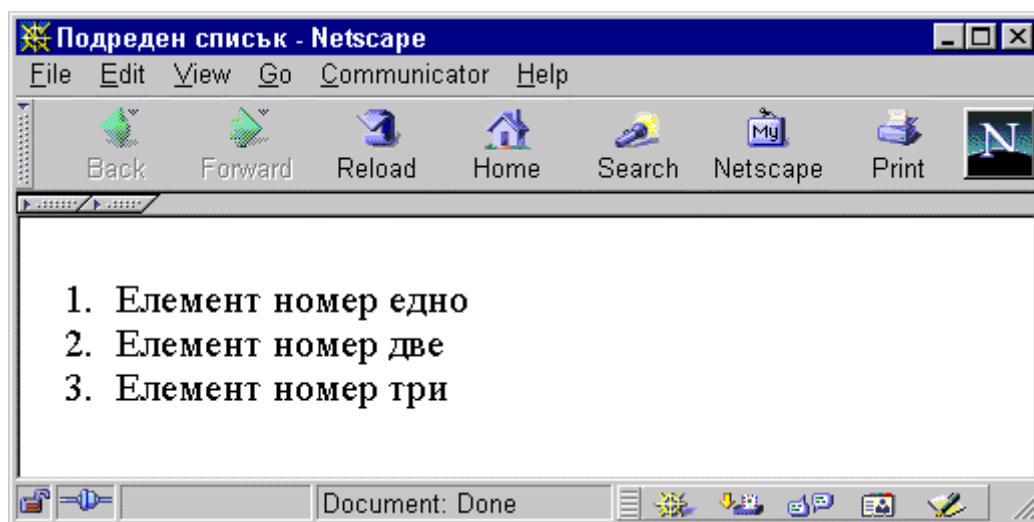 Подреден списък - Netscape
File Edit View Go Communicator Help
My N
Back Forward Reload Home Search Netscape Print
1. Елемент номер едно
2. Елемент номер две
3. Елемент номер три
Document: Done